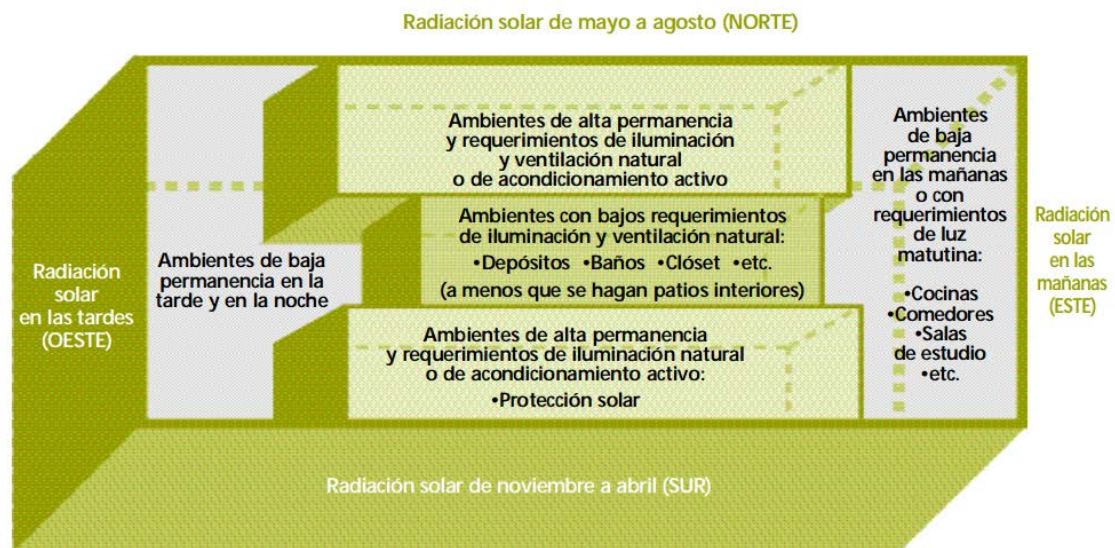 Radiación solar de mayo a agosto (NORTE)
Ambientes de alta permanencia
y requerimientos de iluminación
y ventilación natural
o de acondicionamiento activo
Ambientes
de baja
permanencia
en las mañanas
o con
requerimientos
de luz
matutina:
•Cocinas
•Comedores
•Salas
de estudio
•etc.
Ambientes con bajos requerimientos
de iluminación y ventilación natural:
•Depósitos •Baños •Clóset •etc.
(a menos que se hagan patios interiores)
Radiación
solar
en las
mañanas
(ESTE)
Radiación
solar
en las tardes
(OESTE)
Ambientes de baja
permanencia en la
tarde y en la noche
Ambientes de alta permanencia
y requerimientos de iluminación natural
o de acondicionamiento activo:
•Protección solar
Radiación solar de noviembre a abril (SUR)